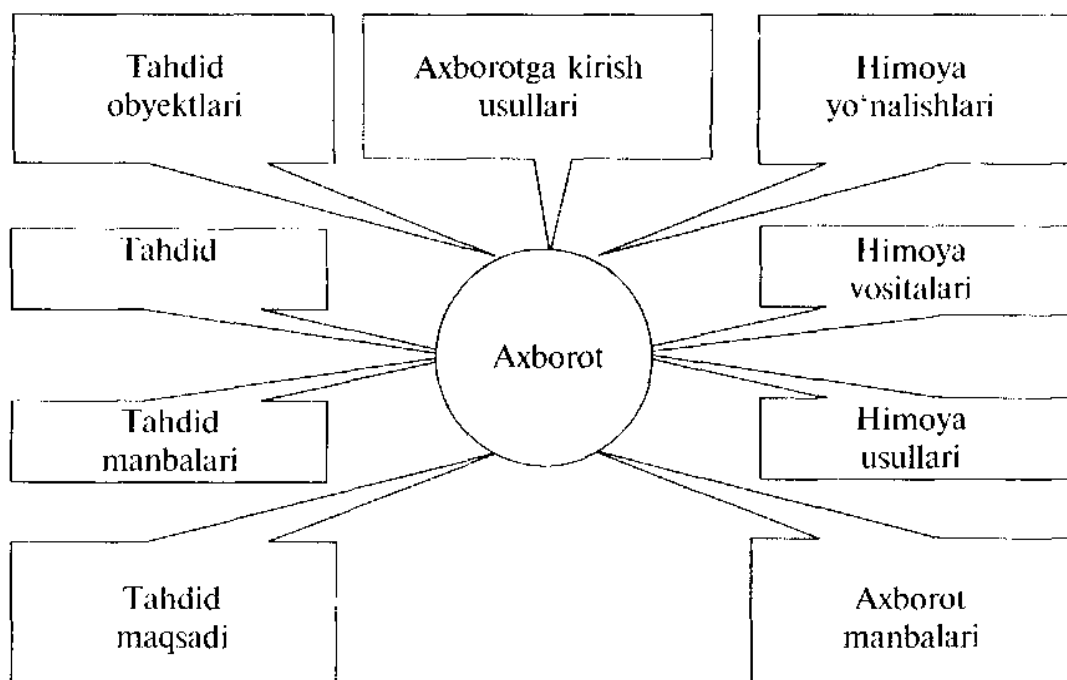 Tahdid
obyektlari
Axborotga kirish
usullari
Himoya
yo‘nalishlari
Tahdid
Himoya
vositalari
Axborot
Tahdid
manbalari
Himoya
usullari
Tahdid
maqsadi
Axborot
manbalari